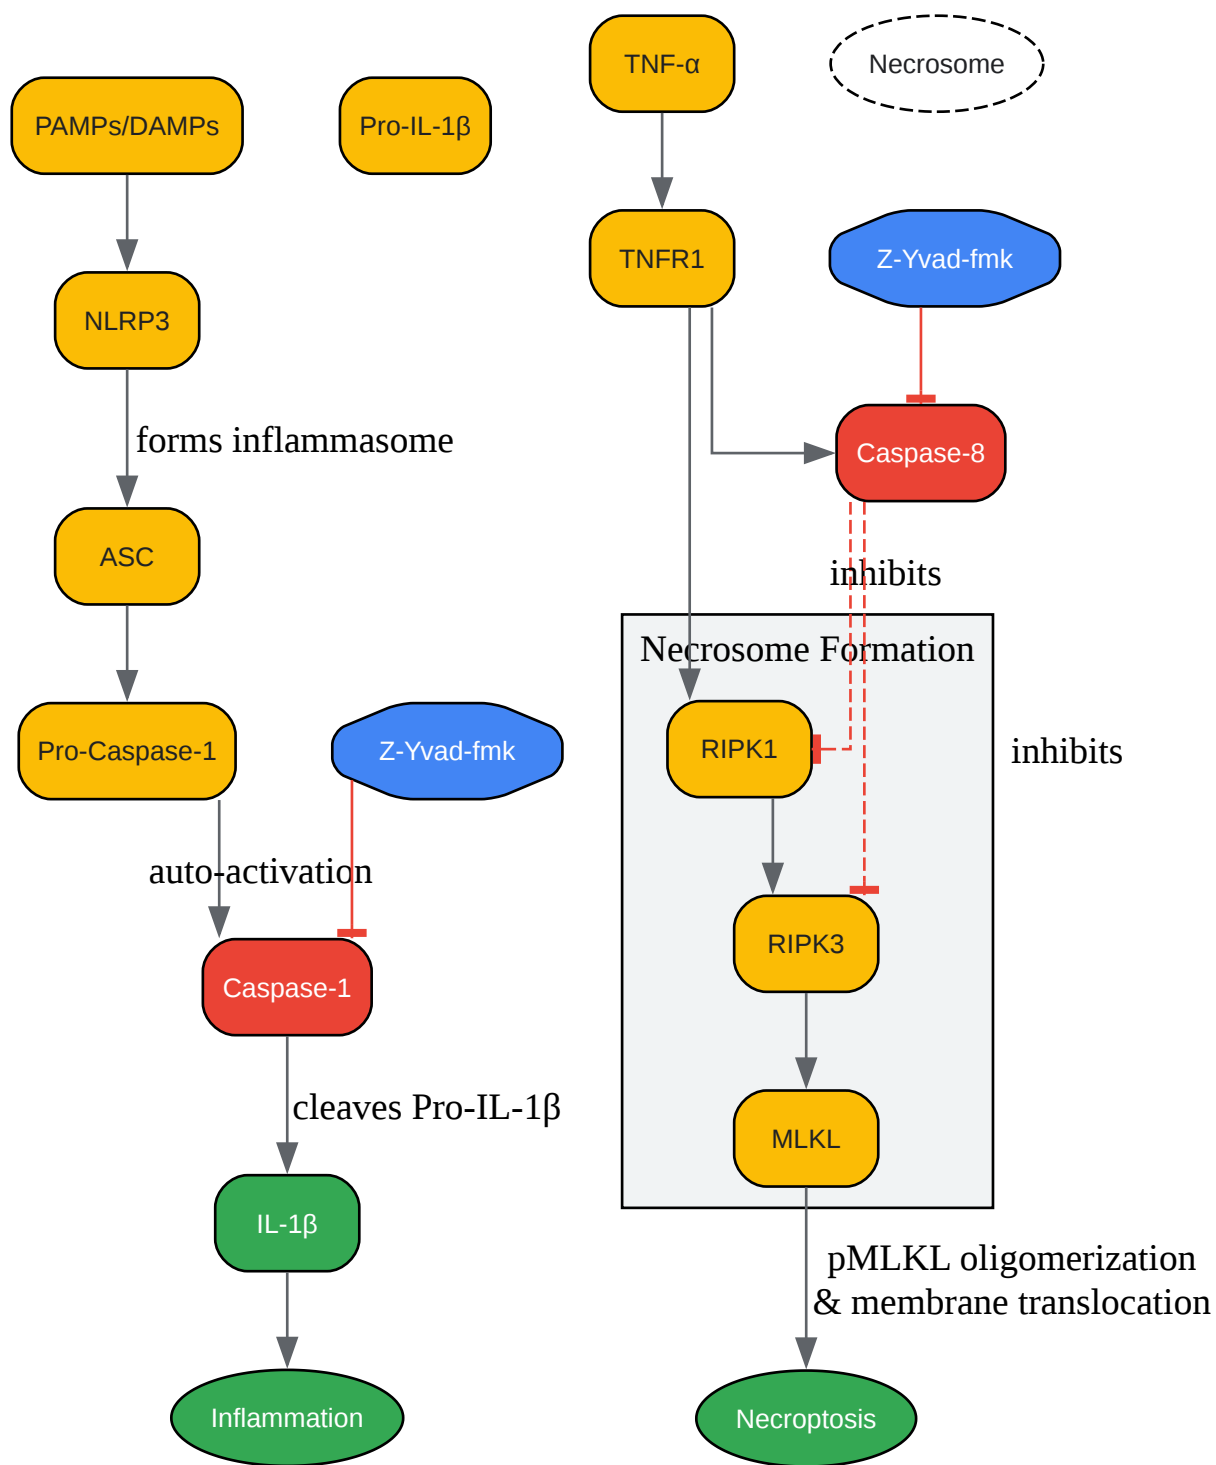 TNF-α
Necrosome
PAMPs/DAMPs
Pro-IL-1β
TNFR1
Z-Yvad-fmk
NLRP3
forms inflammasome
Caspase-8
ASC
inhibits
Necrosome Formation
Pro-Caspase-1
Z-Yvad-fmk
RIPK1
inhibits
auto-activation
RIPK3
Caspase-1
cleaves Pro-IL-1β
MLKL
IL-1β
pMLKL oligomerization
& membrane translocation
Inflammation
Necroptosis